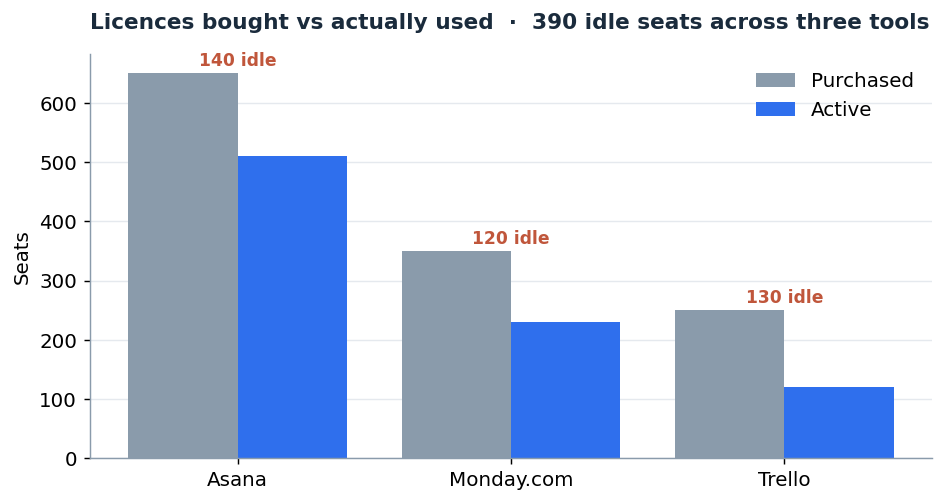 Licences bought vs actually used · 390 idle seats across three tools
140 idle
Purchased
Active
120 idle
130 idle
Seats
600
500
400
300
200
100
0
Asana
Monday.com
Trello